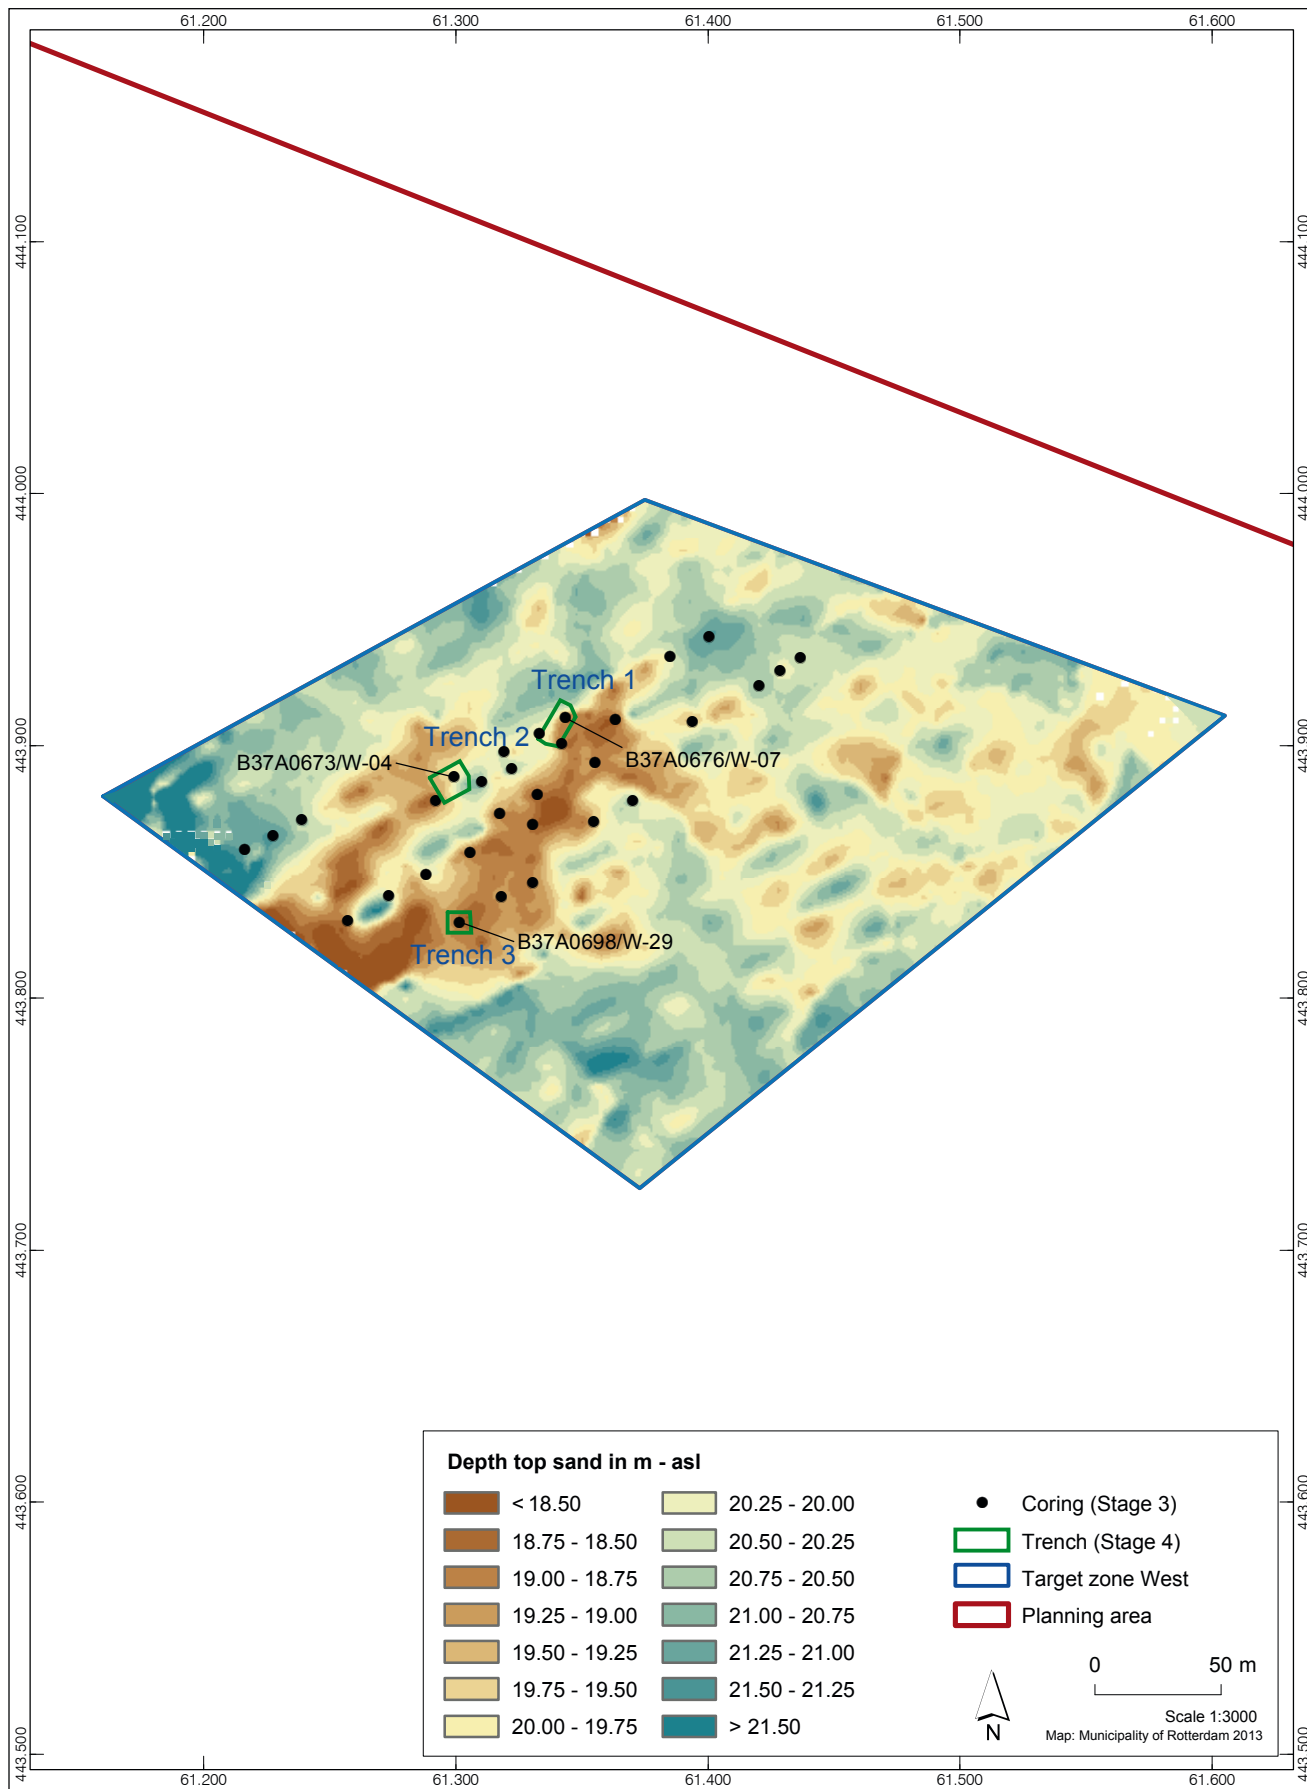 61.200 61.300 61.400 61.500 61.600
444.100 444.100
444.000 444.000
Trench 1
Trench 2
443.900 443.900
B37A0673/W-04
B37A0676/W-07
B37A0698/W-29
Trench 3
443.800 443.800
443.700 443.700
Depth top sand in m - asl
< 18.50
18.75 - 18.50
19.00 - 18.75
19.25 - 19.00
19.50 - 19.25
19.75 - 19.50
20.00 - 19.75
20.25 - 20.00
20.50 - 20.25
20.75 - 20.50
21.00 - 20.75
21.25 - 21.00
21.50 - 21.25
> 21.50
Coring (Stage 3)
Trench (Stage 4)
Target zone West
Planning area
0 50 m
N
Scale 1:3000
Map: Municipality of Rotterdam 2013
443.600 443.600
443.500 443.500
61.200 61.300 61.400 61.500 61.600